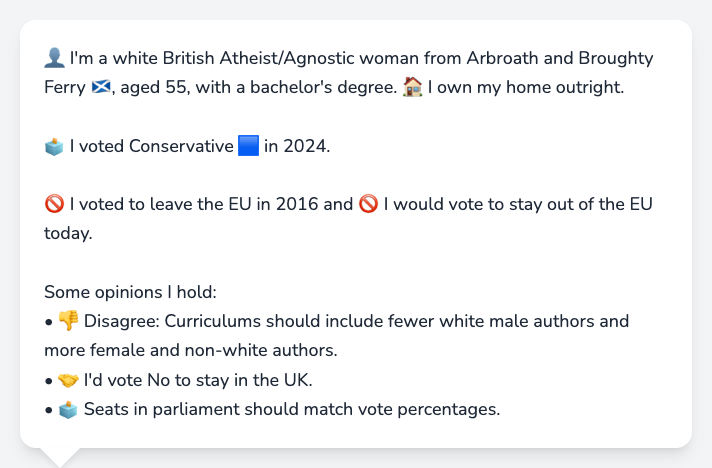 👤 I'm a white British Atheist/Agnostic woman from Arbroath and Broughty
Ferry 🏴󠁧󠁢󠁳󠁣󠁴󠁿, aged 55, with a bachelor's degree. 🏠 I own my home outright.
🗳️ I voted Conservative 🟦 in 2024.
🚫 I voted to leave the EU in 2016 and 🚫 I would vote to stay out of the EU
today.
Some opinions I hold:
• 👎 Disagree: Curriculums should include fewer white male authors and
more female and non-white authors.
• 🤝 I'd vote No to stay in the UK.
• 🗳️ Seats in parliament should match vote percentages.